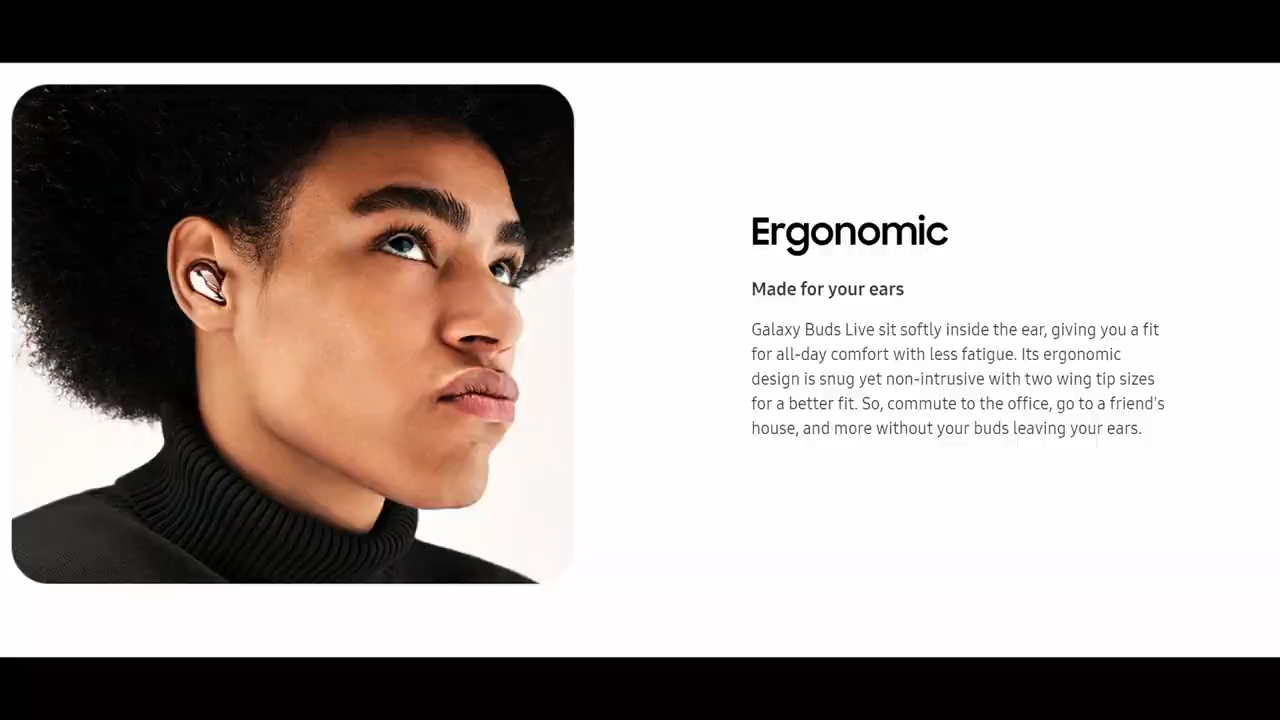 Ergonomic
Made for your ears
Galaxy Buds Live sit softly inside the ear, giving you a fit
for all-day comfort with less fatigue. Its ergonomic
design is snug yet non-intrusive with two wing tip sizes
for a better fit. So, commute to the office, go to a friend's
house, and more without your buds leaving your ears.